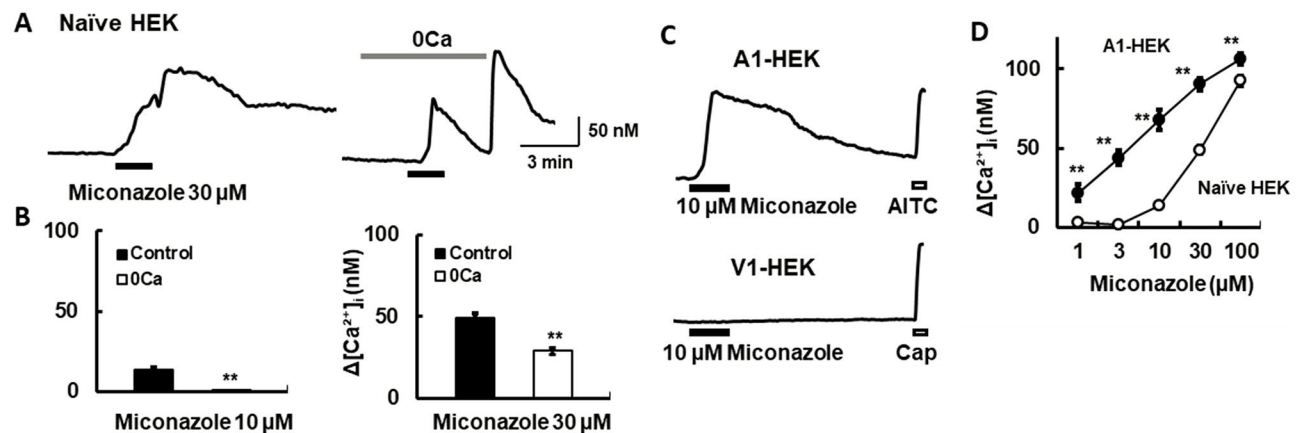 A
Naïve HEK
0Ca
50 nM
3 min
Miconazole 30 µM
B
100
50
0
Control
0Ca
**
Miconazole 10 µM
Δ[Ca²⁺]ᵢ (nM)
100
50
0
Control
0Ca
**
Miconazole 30 µM
C
A1-HEK
10 µM Miconazole
AITC
V1-HEK
10 µM Miconazole
Cap
D
Δ[Ca²⁺]ᵢ (nM)
100
50
0
A1-HEK
**
**
**
**
**
Naïve HEK
1 3 10 30 100
Miconazole (µM)